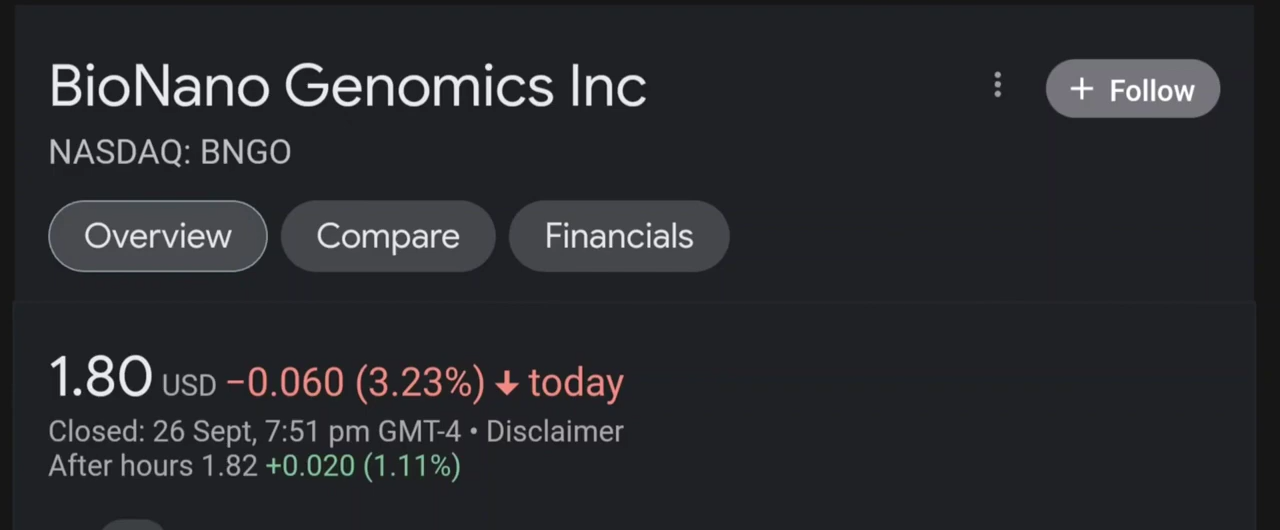 BioNano Genomics Inc
+ Follow
NASDAQ: BNGO
Overview
Compare
Financials
1.80 USD −0.060 (3.23%) ↓ today
Closed: 26 Sept, 7:51 pm GMT-4 • Disclaimer
After hours 1.82 +0.020 (1.11%)